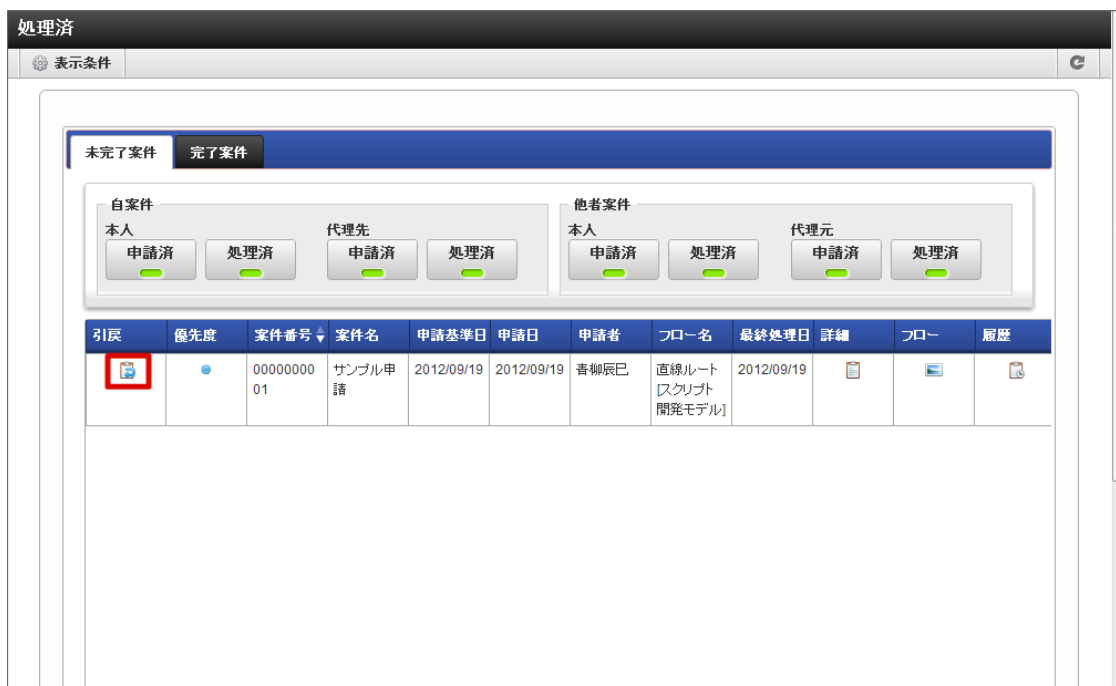 処理済
表示条件
未完了案件 完了案件
自案件 他者案件
本人 代理先 本人 代理元
申請済 処理済 申請済 処理済 申請済 処理済 申請済 処理済
引戻 優先度 案件番号 案件名 申請基準日 申請日 申請者 フロー名 最終処理日 詳細 フロー 履歴
00000000 サンプル申 2012/09/19 2012/09/19 青柳辰巳 直線ルート 2012/09/19
01 請 [スクリプト
開発モデル]